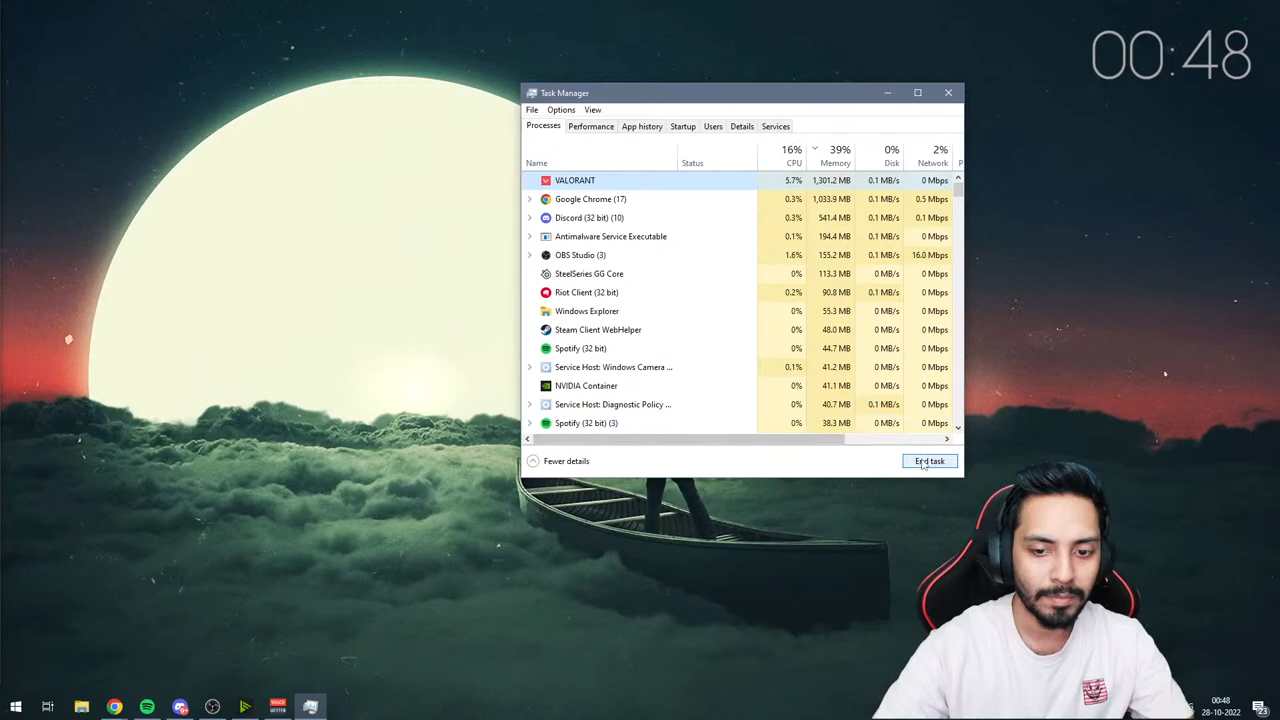 00:48
Task Manager
File Options View
Processes Performance App history Startup Users Details Services
16% 39% 0% 2%
Name Status CPU Memory Disk Network P
VALORANT 5.7% 1,301.2 MB 0.1 MB/s 0 Mbps
Google Chrome (17) 0.3% 1,033.9 MB 0.1 MB/s 0.5 Mbps
Discord (32 bit) (10) 0.3% 541.4 MB 0.1 MB/s 0.1 Mbps
Antimalware Service Executable 0.1% 194.4 MB 0.1 MB/s 0 Mbps
OBS Studio (3) 1.6% 155.2 MB 0.1 MB/s 16.0 Mbps
SteelSeries GG Core 0% 113.3 MB 0 MB/s 0 Mbps
Riot Client (32 bit) 0.2% 90.8 MB 0.1 MB/s 0 Mbps
Windows Explorer 0% 55.3 MB 0 MB/s 0 Mbps
Steam Client WebHelper 0% 48.0 MB 0 MB/s 0 Mbps
Spotify (32 bit) 0% 44.7 MB 0 MB/s 0 Mbps
Service Host: Windows Camera ... 0.1% 41.2 MB 0 MB/s 0 Mbps
NVIDIA Container 0% 41.1 MB 0 MB/s 0 Mbps
Service Host: Diagnostic Policy ... 0% 40.7 MB 0.1 MB/s 0 Mbps
Spotify (32 bit) (3) 0% 38.3 MB 0 MB/s 0 Mbps
Fewer details End task
00:48
28-10-2022
23